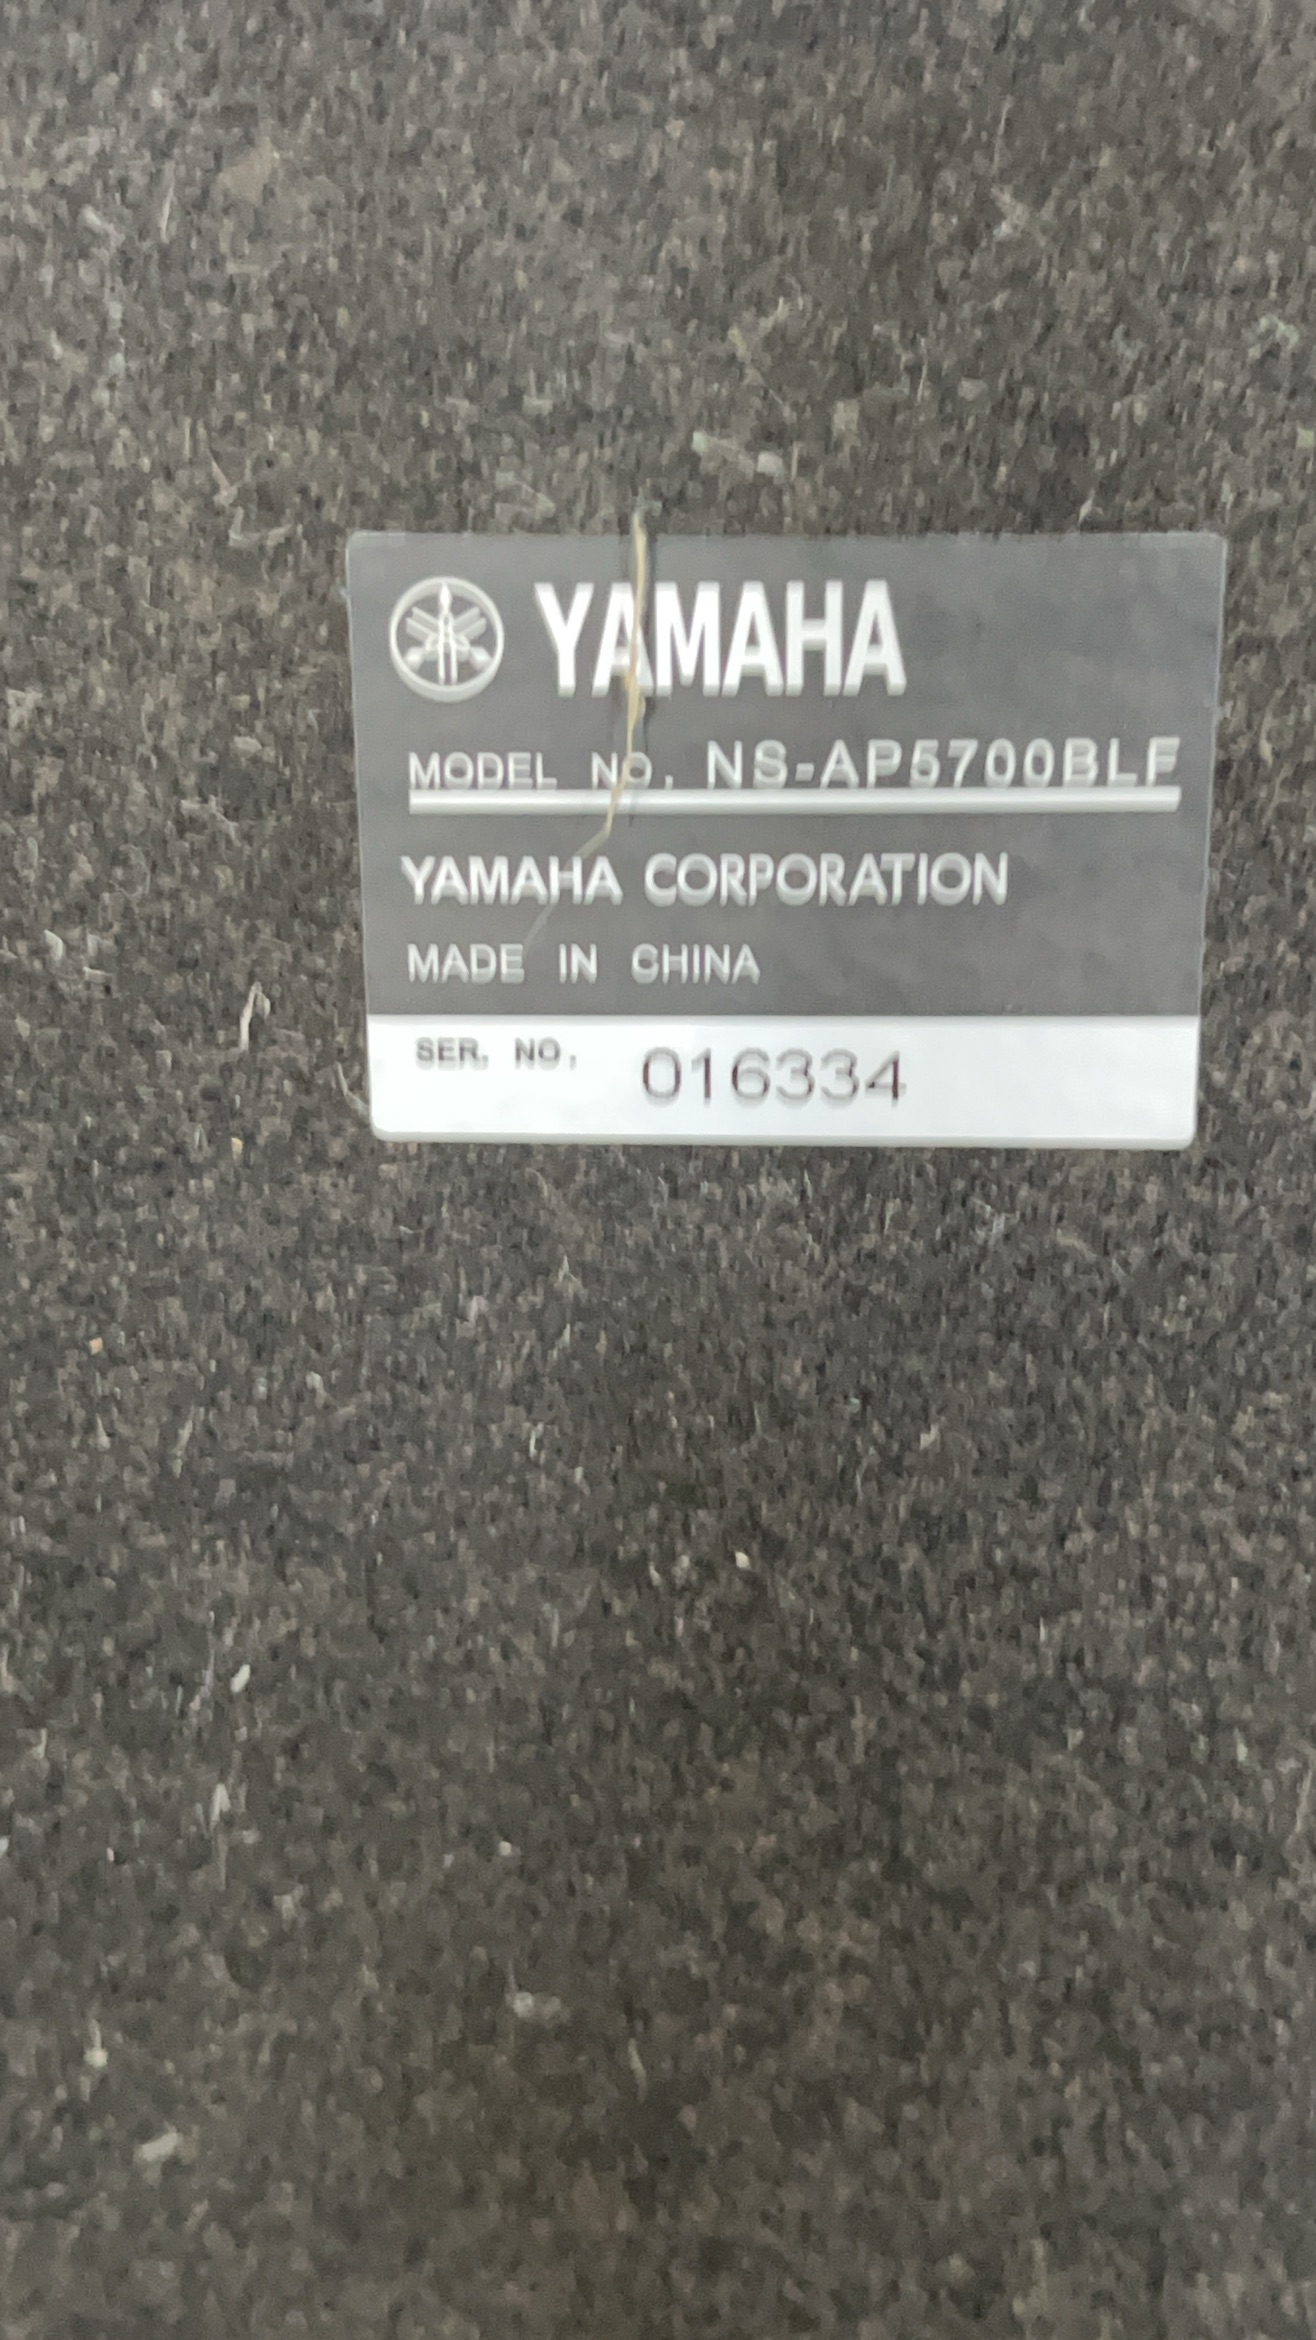 YAMAHA
MODEL NO. NS-AP5700BLF
YAMAHA CORPORATION
MADE IN CHINA
SER. NO. 016334